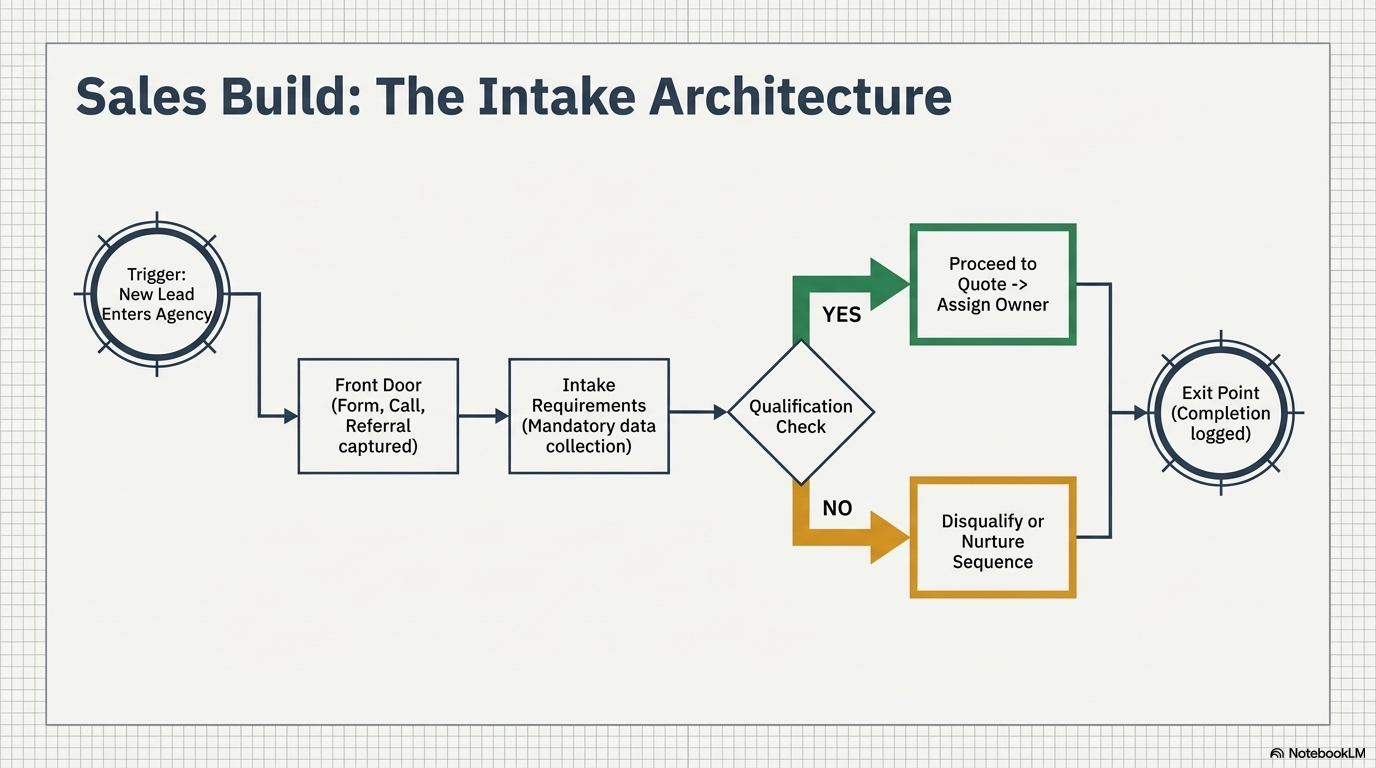 Sales Build: The Intake Architecture
Trigger:
New Lead
Enters Agency
Front Door
(Form, Call,
Referral
captured)
Intake
Requirements
(Mandatory data
collection)
Qualification
Check
YES
Proceed to
Quote ->
Assign Owner
NO
Disqualify or
Nurture
Sequence
Exit Point
(Completion
logged)
NotebookLM